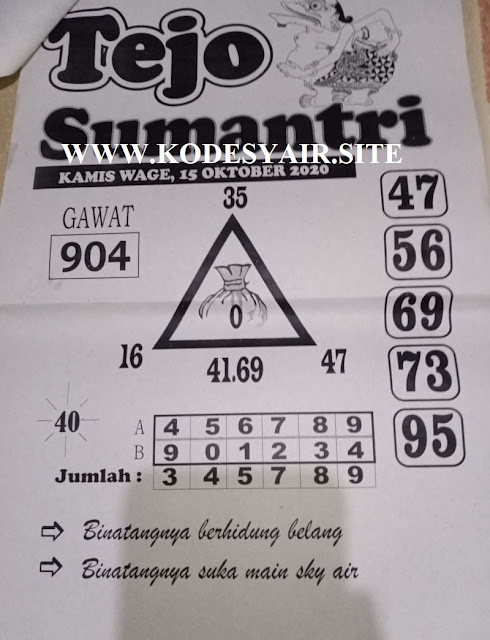 Tejo
Sumantri
WWW.KODESYAIR.SITE
KAMIS WAGE, 15 OKTOBER 2020
35
GAWAT
904
0
16
41.69
47
47
56
69
73
95
40
A 4 5 6 7 8 9
B 9 0 1 2 3 4
Jumlah : 3 4 5 7 8 9
⇨ Binatangnya berhidung belang
⇨ Binatangnya suka main sky air